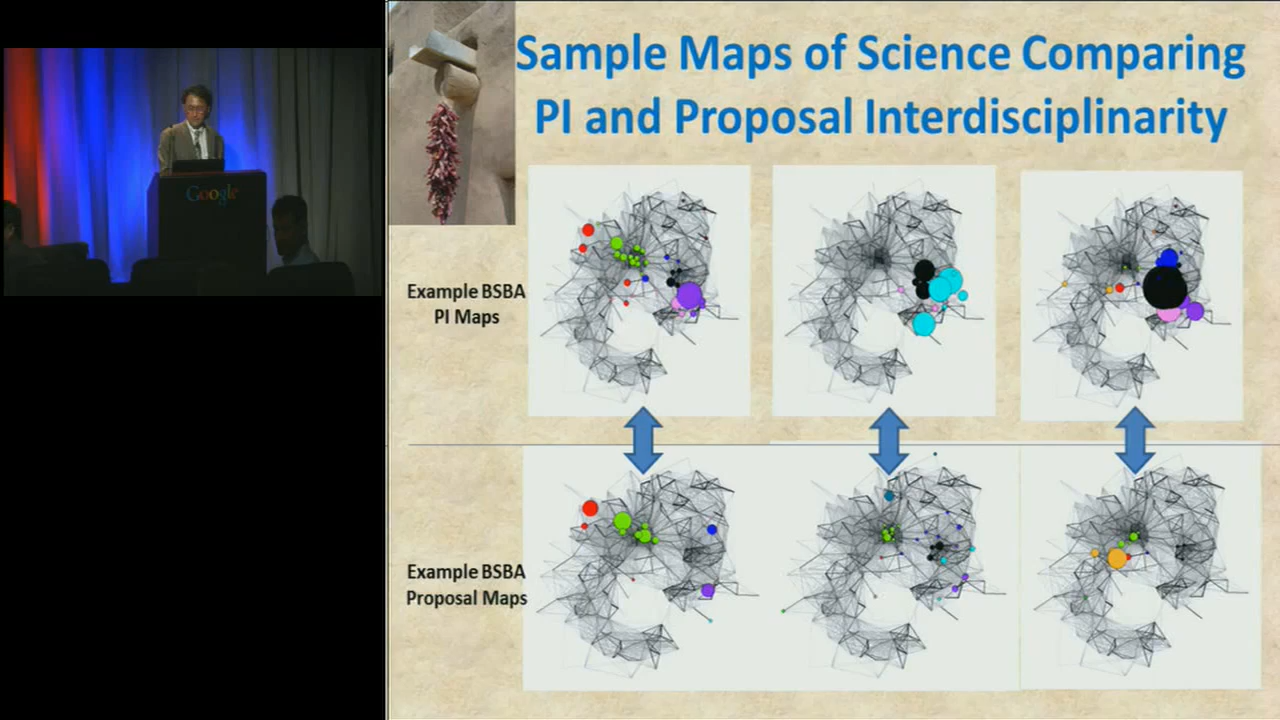 Sample Maps of Science Comparing
PI and Proposal Interdisciplinarity
Google
Example BSBA
PI Maps
Example BSBA
Proposal Maps